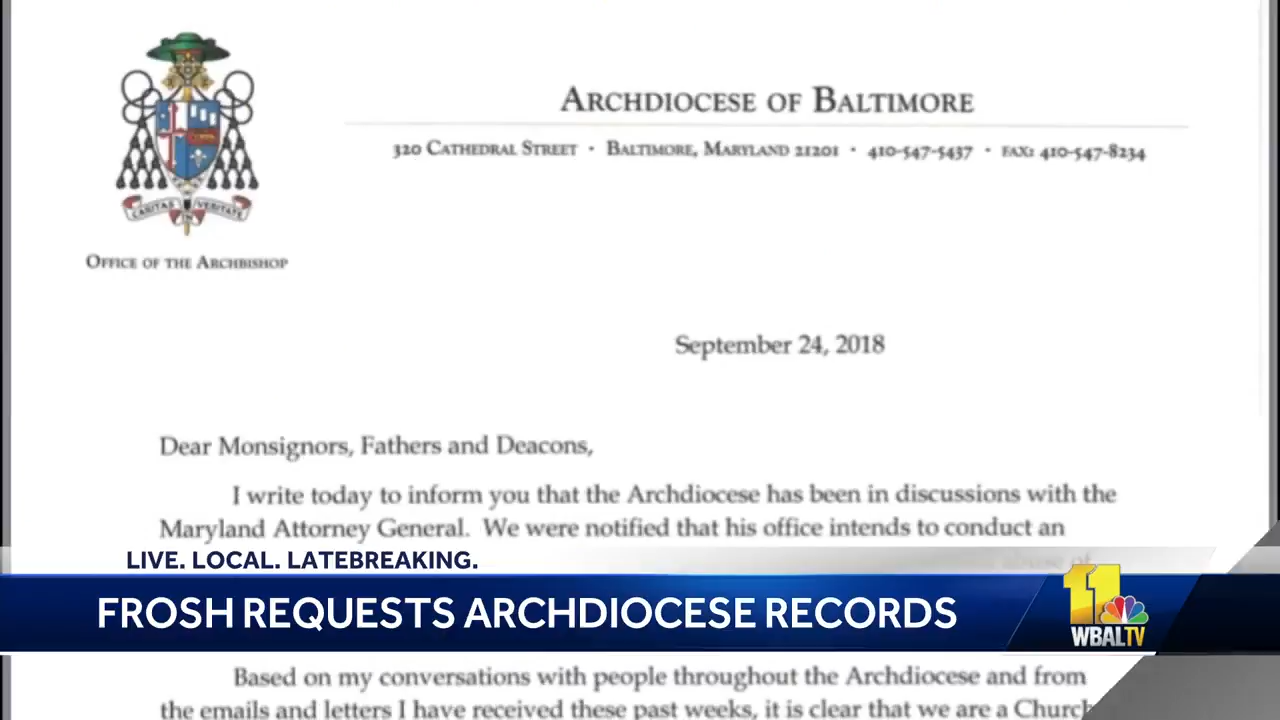 ARCHDIOCESE OF BALTIMORE
320 CATHEDRAL STREET · BALTIMORE, MARYLAND 21201 · 410-547-5437 · FAX: 410-547-8234
CARITAS IN VERITATE
OFFICE OF THE ARCHBISHOP
September 24, 2018
Dear Monsignors, Fathers and Deacons,
I write today to inform you that the Archdiocese has been in discussions with the
Maryland Attorney General. We were notified that his office intends to conduct an
abuse of
LIVE. LOCAL. LATEBREAKING.
FROSH REQUESTS ARCHDIOCESE RECORDS
11
WBALTV
Based on my conversations with people throughout the Archdiocese and from
the emails and letters I have received these past weeks, it is clear that we are a Church